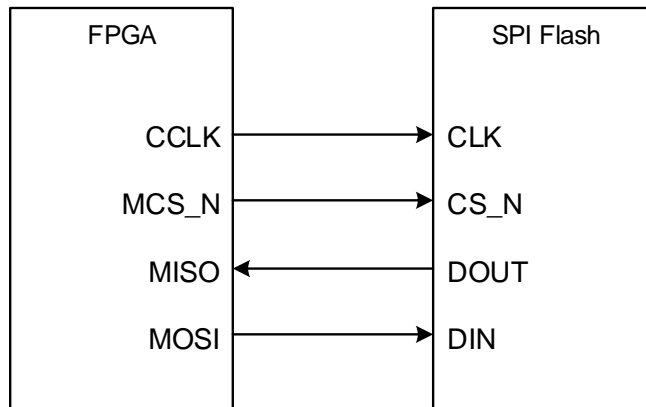 FPGA
SPI Flash
CCLK
CLK
MCS_N
CS_N
MISO
DOUT
MOSI
DIN